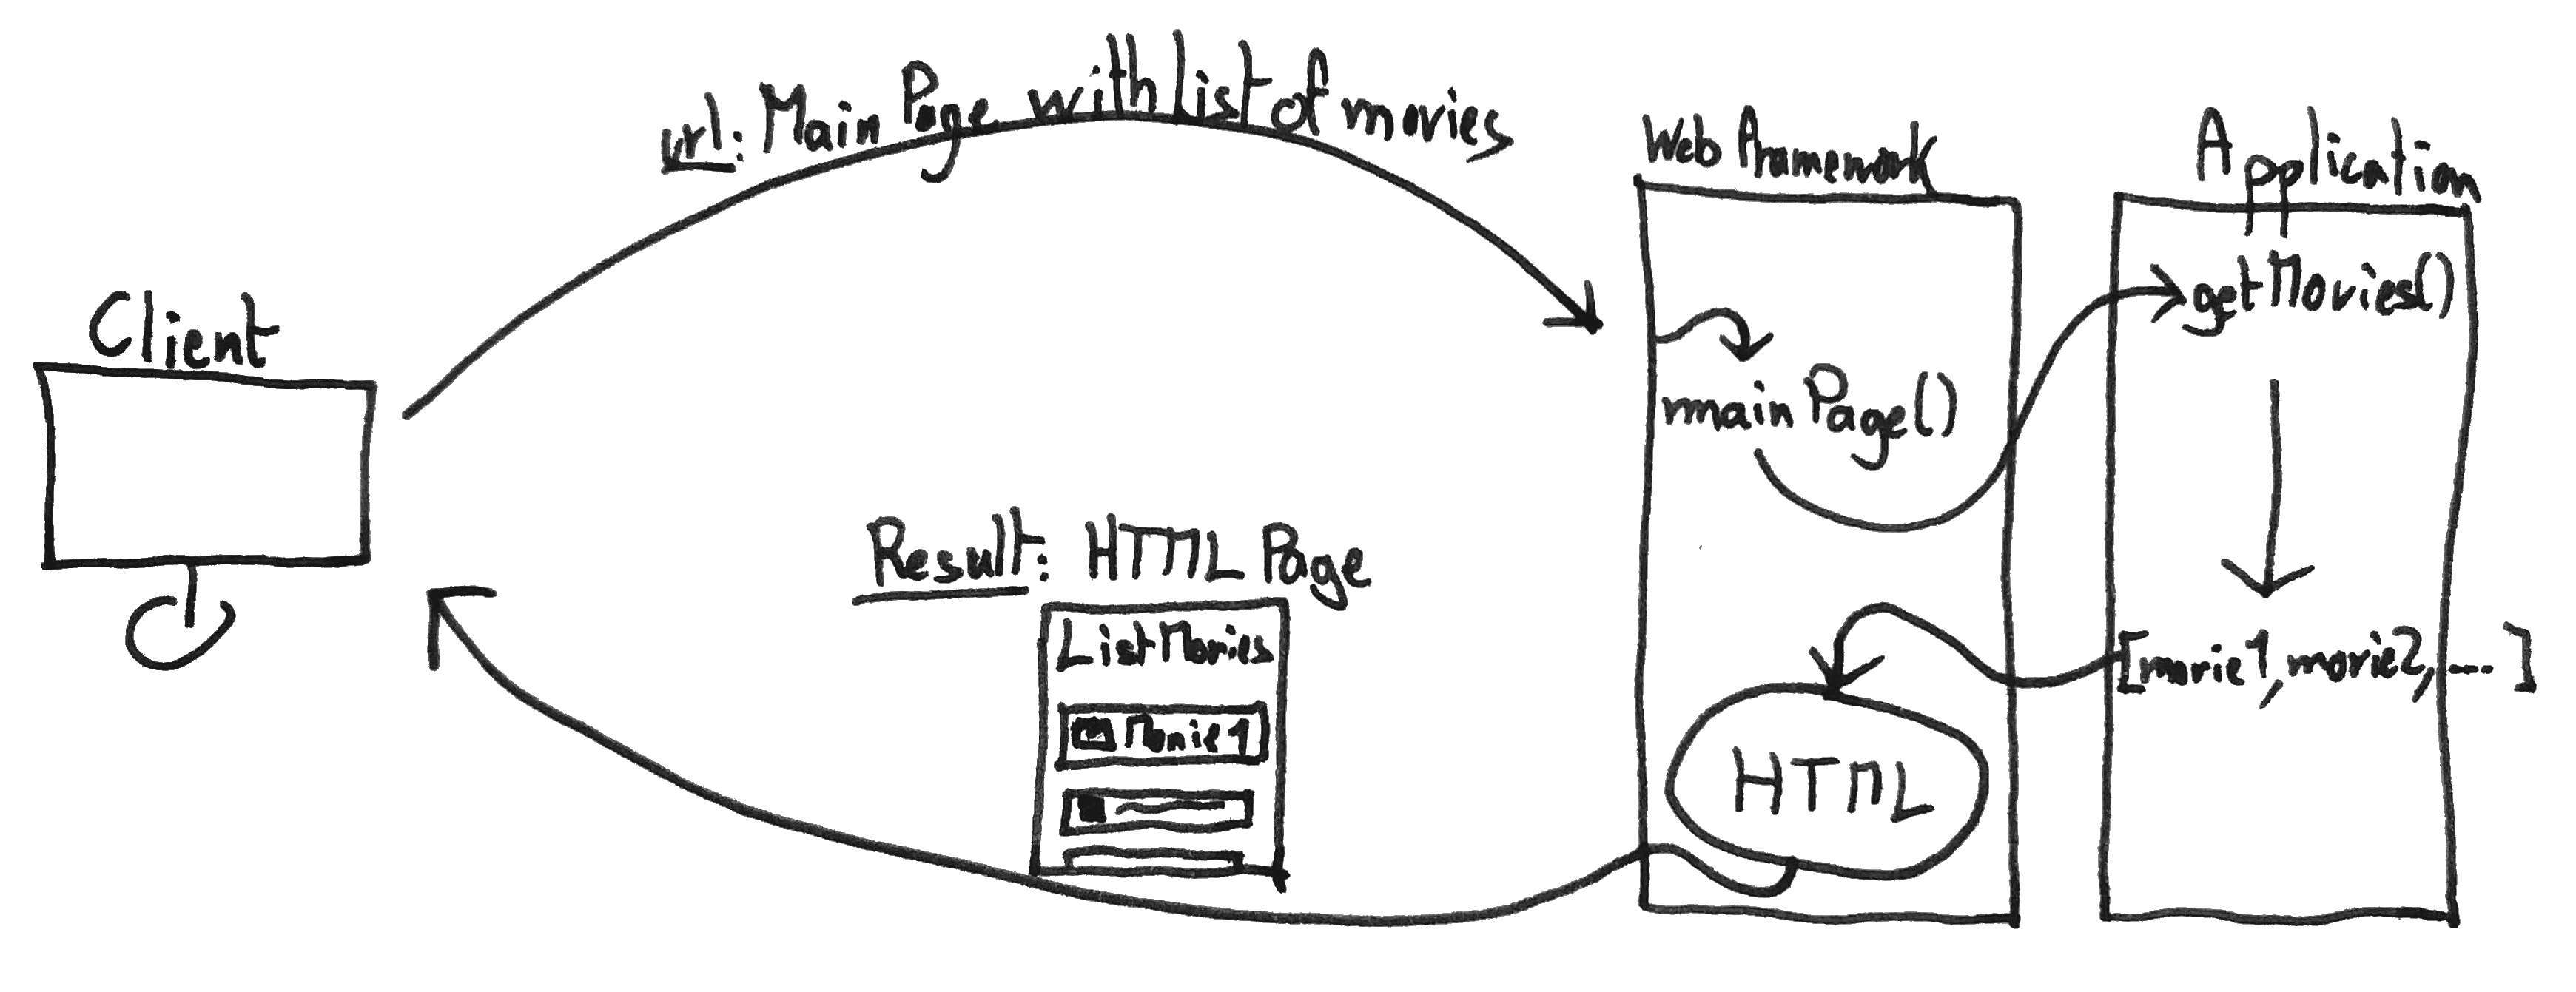 url: Main Page with List of movies
Web Framework
Application
Client
getMovies()
mainPage()
Result: HTML Page
ListMovies
[movie1, movie2, .... ]
Movie1
HTML